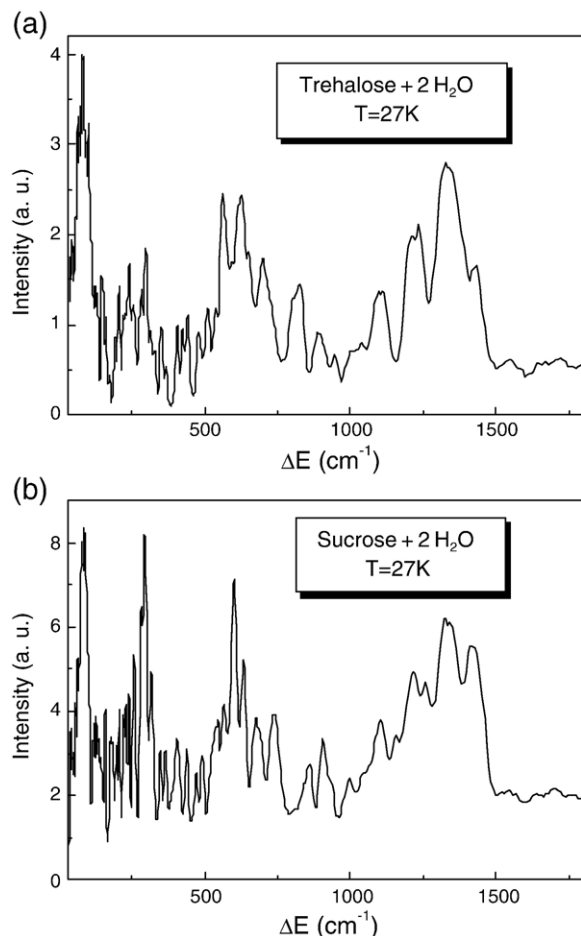 (a)
4
3
2
1
0
Intensity (a. u.)
Trehalose + 2 H₂O
T=27K
500
1000
1500
ΔE (cm⁻¹)
(b)
8
6
4
2
0
Intensity (a. u.)
Sucrose + 2 H₂O
T=27K
500
1000
1500
ΔE (cm⁻¹)